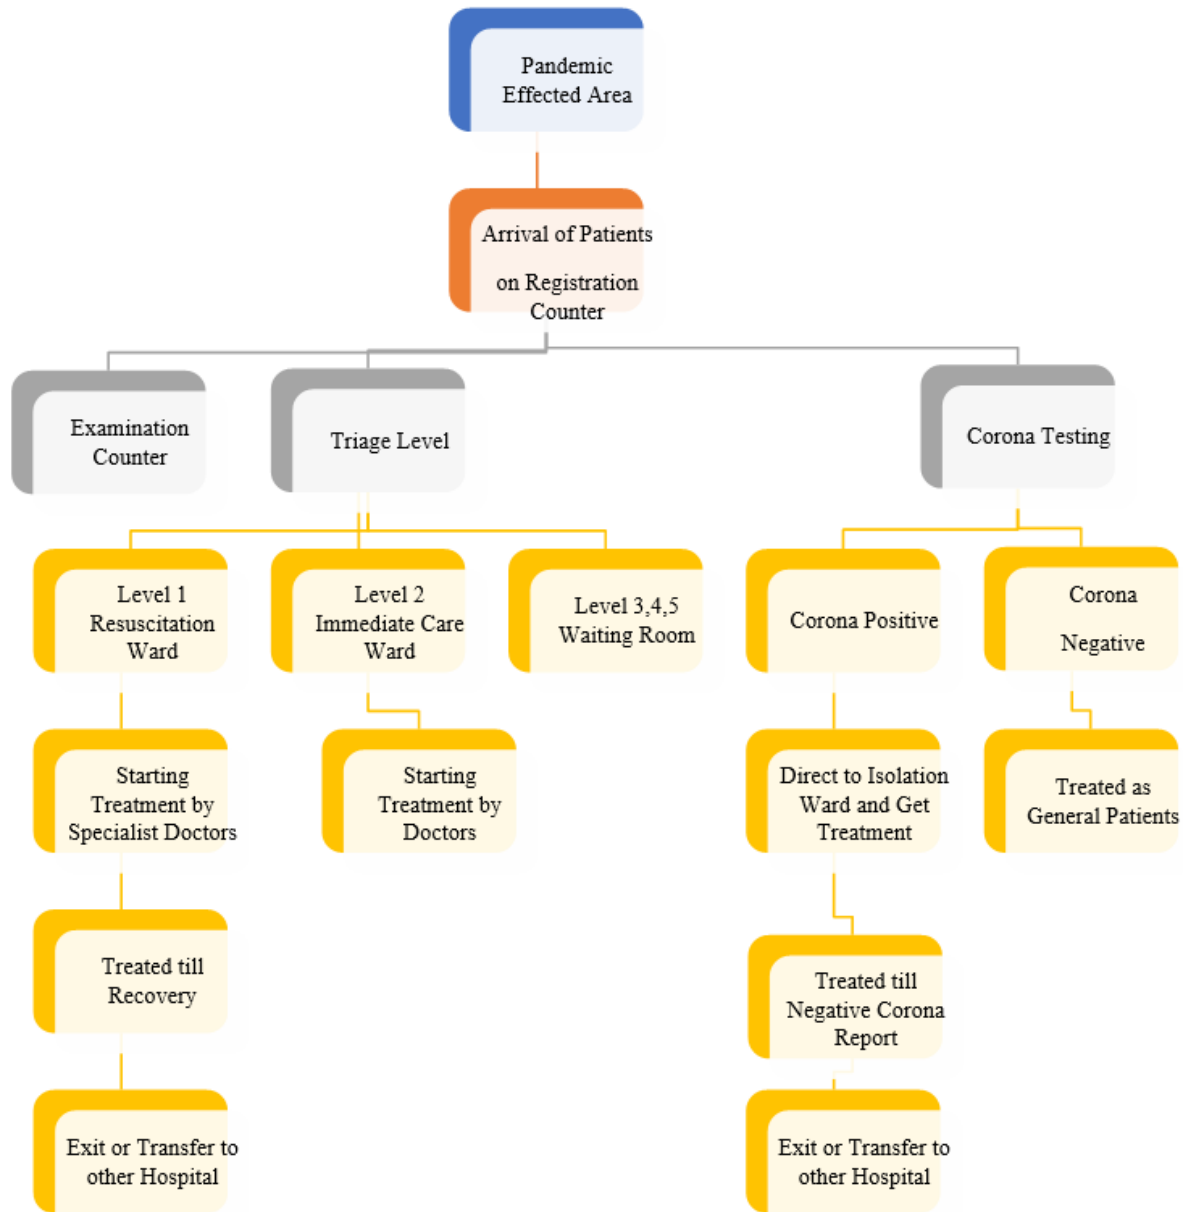 Pandemic
Effected Area
Arrival of Patients
on Registration
Counter
Examination
Counter
Triage Level
Corona Testing
Level 1
Resuscitation
Ward
Level 2
Immediate Care
Ward
Level 3,4,5
Waiting Room
Corona Positive
Corona
Negative
Starting
Treatment by
Specialist Doctors
Starting
Treatment by
Doctors
Direct to Isolation
Ward and Get
Treatment
Treated as
General Patients
Treated till
Recovery
Treated till
Negative Corona
Report
Exit or Transfer to
other Hospital
Exit or Transfer to
other Hospital